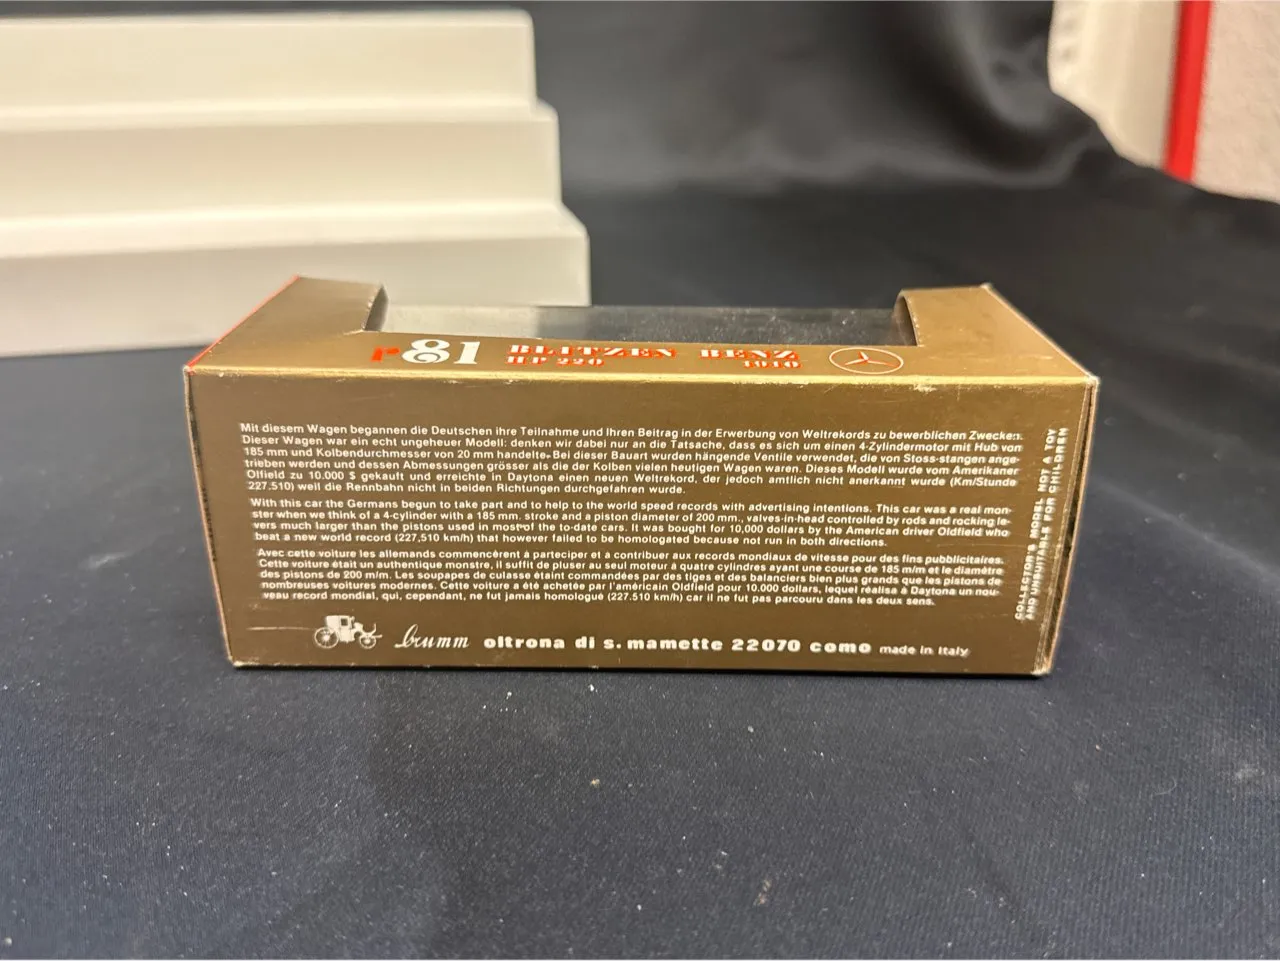 r81 BLITZEN BENZ
HP 220 1910
Mit diesem Wagen begannen die Deutschen ihre Teilnahme und Ihren Beitrag in der Erwerbung von Weltrekords zu bewerblichen Zwecken.
Dieser Wagen war ein echt ungeheuer Modell: denken wir dabei nur an die Tatsache, dass es sich um einen 4-Zylindermotor mit Hub von
185 mm und Kolbendurchmesser von 20 mm handelte. Bei dieser Bauart wurden hängende Ventile verwendet, die von Stoss-stangen ange-
trieben werden und dessen Abmessungen grösser als die der Kolben vielen heutigen Wagen waren. Dieses Modell wurde vom Amerikaner
Olfield zu 10.000 $ gekauft und erreichte in Daytona einen neuen Weltrekord, der jedoch amtlich nicht anerkannt wurde (Km/Stunde
227.510) weil die Rennbahn nicht in beiden Richtungen durchgefahren wurde.
With this car the Germans begun to take part and to help to the world speed records with advertising intentions. This car was a real mon-
ster when we think of a 4-cylinder with a 185 mm. stroke and a piston diameter of 200 mm., valves-in-head controlled by rods and rocking le-
vers much larger than the pistons used in most of the to-date cars. It was bought for 10,000 dollars by the American driver Oldfield who
beat a new world record (227,510 km/h) that however failed to be homologated because not run in both directions.
Avec cette voiture les allemands commencèrent à parteciper et à contribuer aux records mondiaux de vitesse pour des fins pubblicitaires.
Cette voiture était un authentique monstre, il suffit de pluser au seul moteur à quatre cylindres ayant une course de 185 m/m et le diamètre
des pistons de 200 m/m. Les soupapes de culasse étaint commandées par des tiges et des balanciers bien plus grands que les pistons de
nombreuses voitures modernes. Cette voiture a été achetée par l'américain Oldfield pour 10.000 dollars, lequel réalisa à Daytona un nou-
veau record mondial, qui, cependant, ne fut jamais homologué (227.510 km/h) car il ne fut pas parcouru dans les deux sens.
brumm oltrona di s. mamette 22070 como made in Italy
COLLECTOR'S MODEL NOT A TOY
AND UNSUITABLE FOR CHILDREN